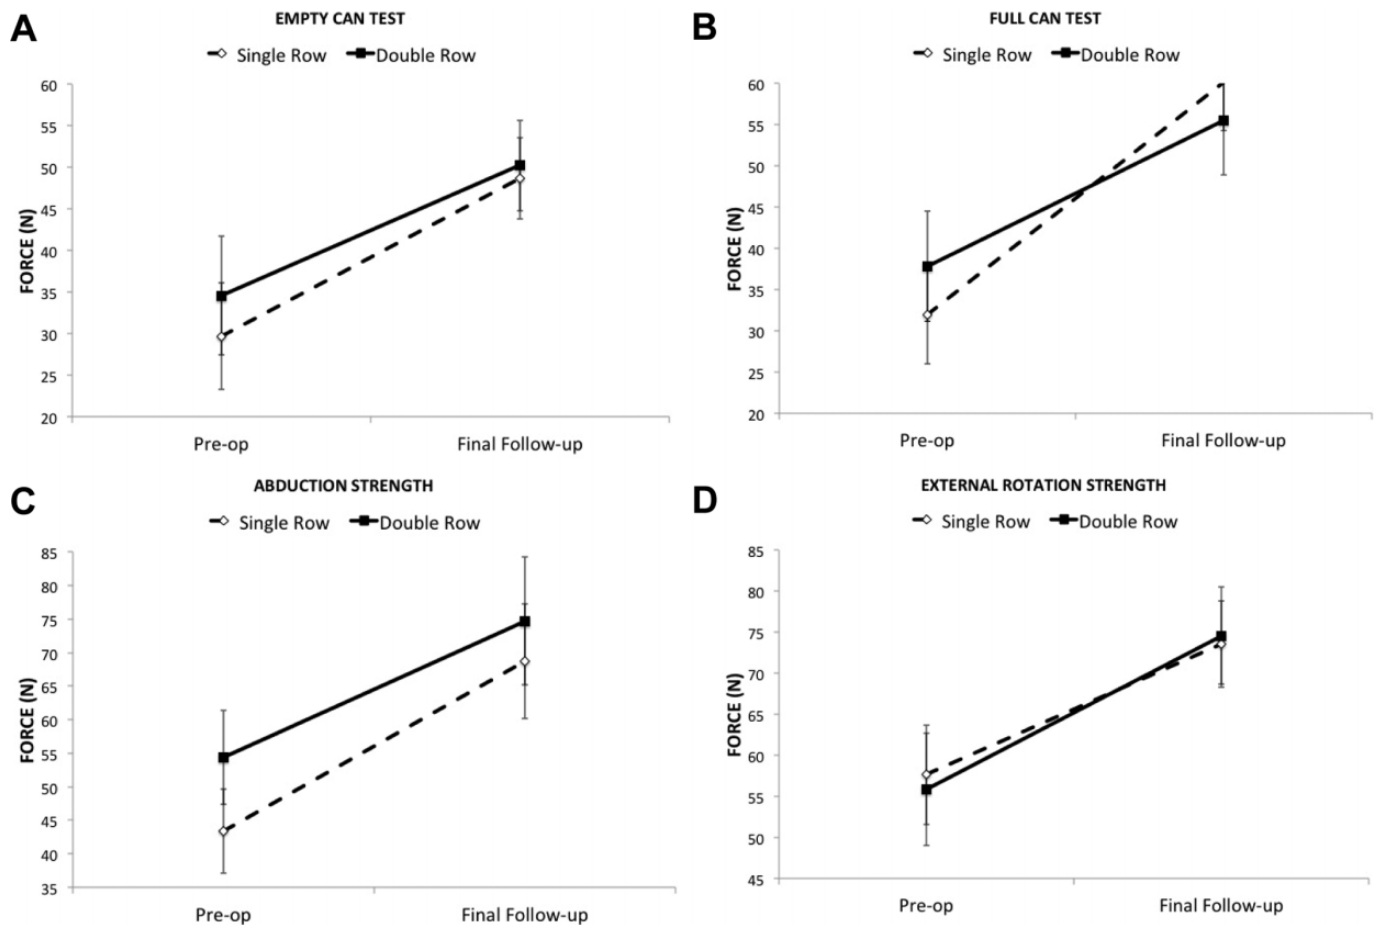 A
EMPTY CAN TEST
Single Row Double Row
FORCE (N)
60
55
50
45
40
35
30
25
20
Pre-op Final Follow-up
B
FULL CAN TEST
Single Row Double Row
FORCE (N)
60
55
50
45
40
35
30
25
20
Pre-op Final Follow-up
C
ABDUCTION STRENGTH
Single Row Double Row
FORCE (N)
85
80
75
70
65
60
55
50
45
40
35
Pre-op Final Follow-up
D
EXTERNAL ROTATION STRENGTH
Single Row Double Row
FORCE (N)
85
80
75
70
65
60
55
50
45
Pre-op Final Follow-up